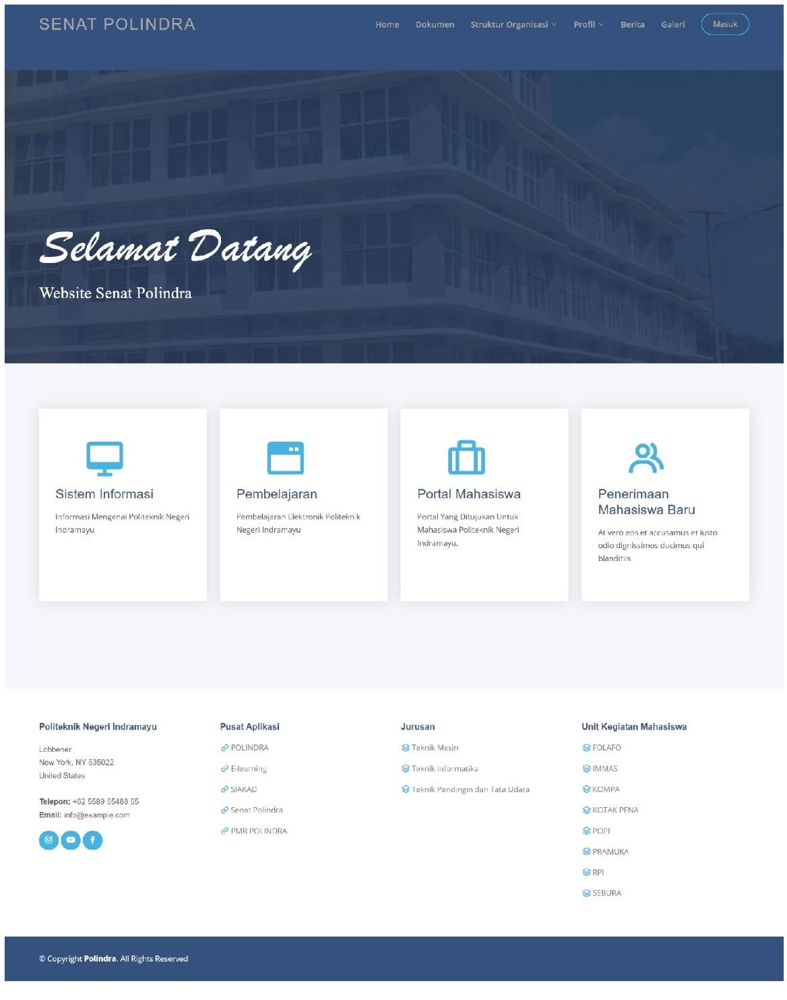 SENAT POLINDRA
Home Dokumen Struktur Organisasi Profil Berita Galeri Masuk
Selamat Datang
Website Senat Polindra
Sistem Informasi
Informasi Mengenai Politeknik Negeri
Indramayu
Pembelajaran
Pembelajaran Elektronik Politeknik
Negeri Indramayu
Portal Mahasiswa
Portal Yang Ditujukan Untuk
Mahasiswa Politeknik Negeri
Indramayu.
Penerimaan
Mahasiswa Baru
At vero eos et accusamus et iusto
odio dignissimos ducimus qui
blanditiis
Politeknik Negeri Indramayu
Lohbener
New York, NY 535022
United States
Telepon: +62 5589 55488 55
Email: info@example.com
Pusat Aplikasi
POLINDRA
E-learning
SIAKAD
Senat Polindra
PMB POLINDRA
Jurusan
Teknik Mesin
Teknik Informatika
Teknik Pendingin dan Tata Udara
Unit Kegiatan Mahasiswa
FOLAFO
IMMAS
KOMPA
KOTAK PENA
POPI
PRAMUKA
RPI
SEBURA
© Copyright Polindra. All Rights Reserved